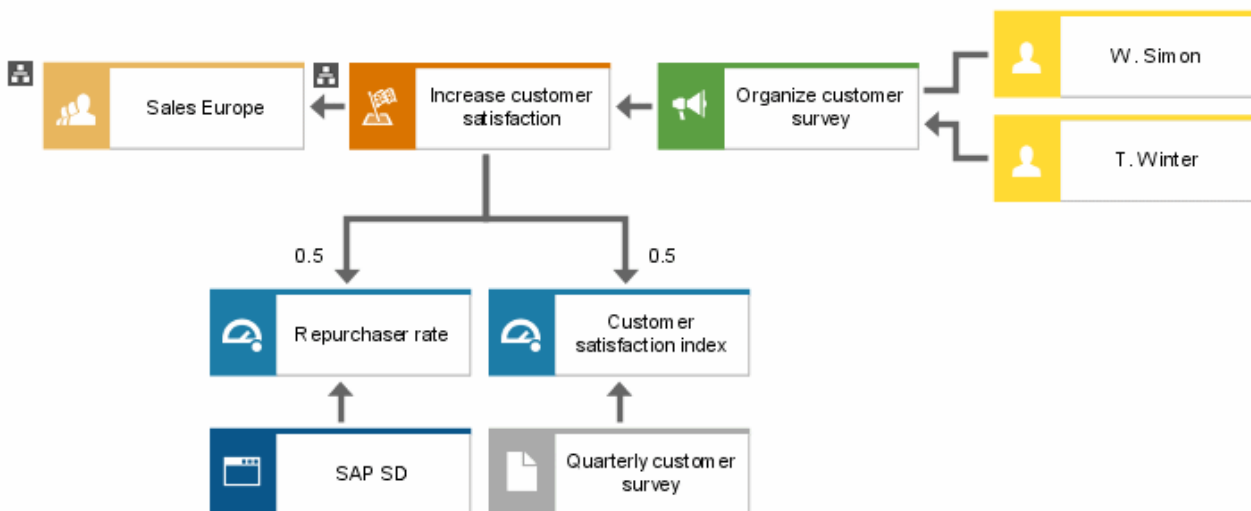 W. Simon
Sales Europe
Increase customer
satisfaction
Organize customer
survey
T. Winter
0.5
0.5
Repurchaser rate
Customer
satisfaction index
SAP SD
Quarterly customer
survey